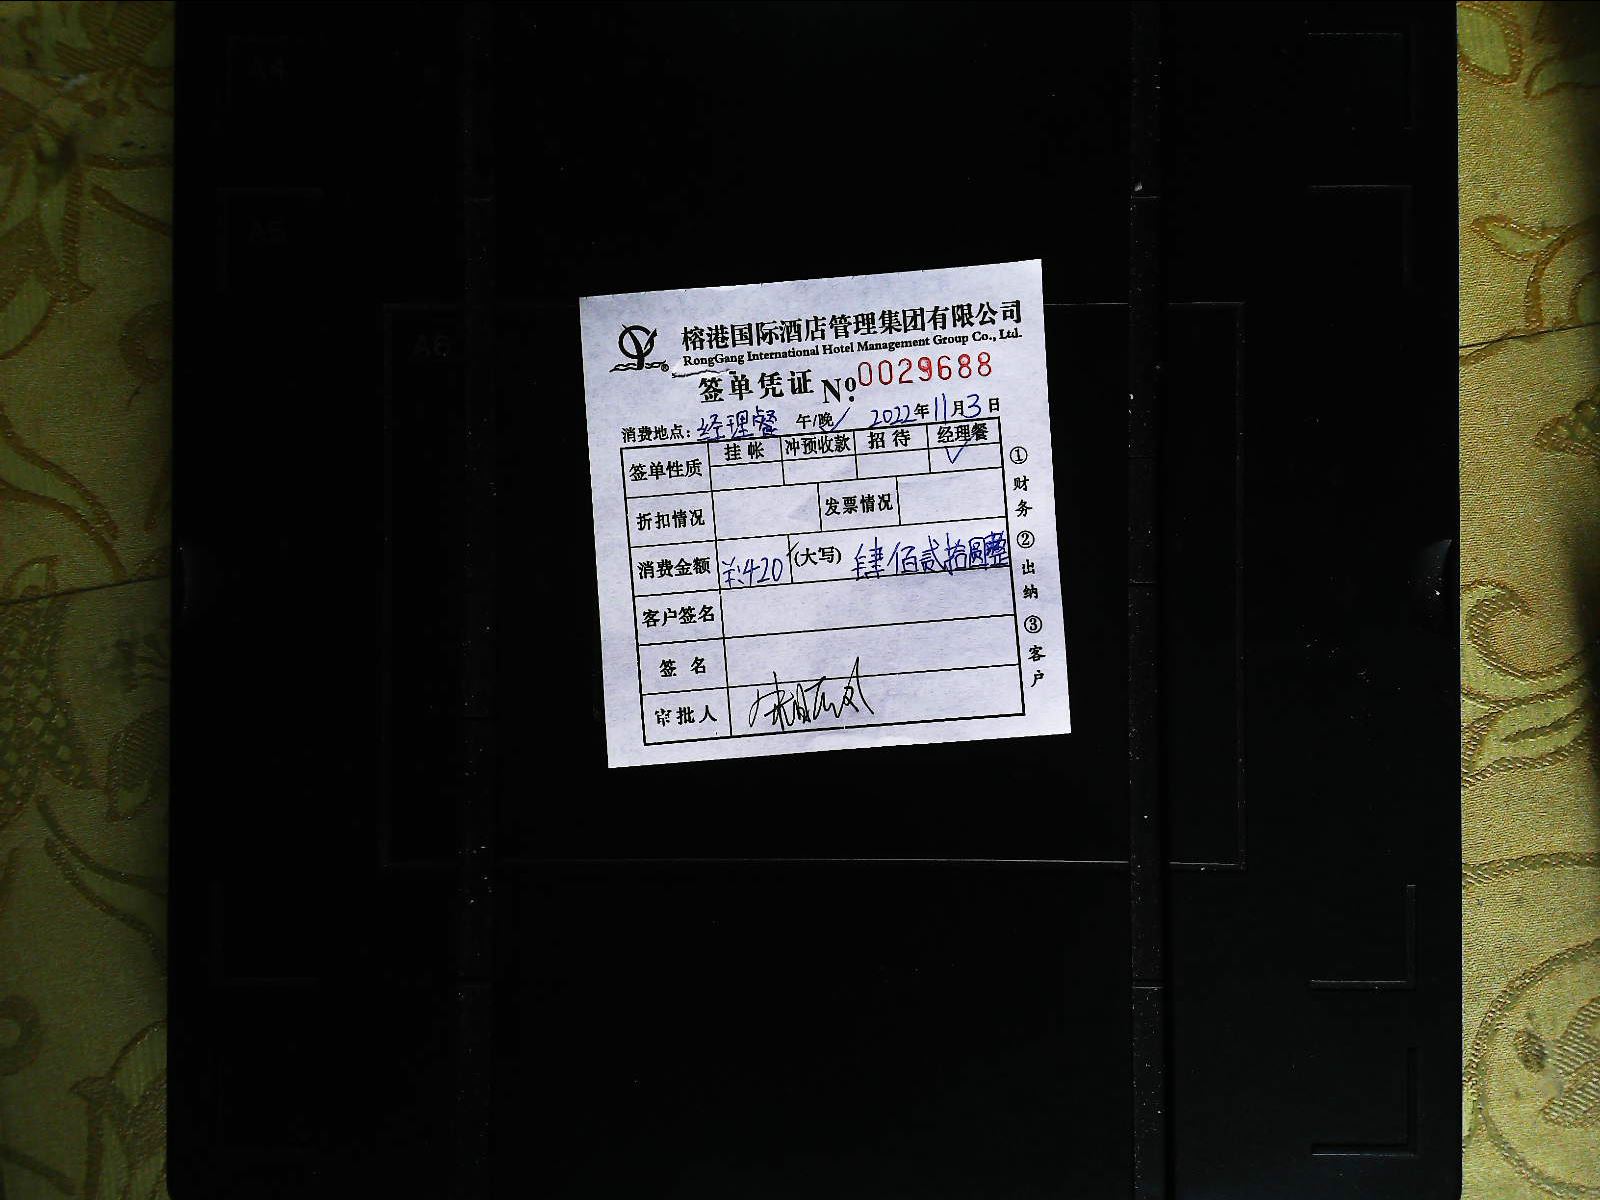 A4
A5
A6
榕港国际酒店管理集团有限公司
RongGang International Hotel Management Group Co., Ltd.
签单凭证 №0029688
消费地点：经理餐 午/晚✓ 2022年11月3日
签单性质 挂帐 冲预收款 招待 经理餐
✓
折扣情况 发票情况
消费金额 ¥:420 (大写) 肆佰贰拾圆整
客户签名
签名
审批人
①财务 ②出纳 ③客户